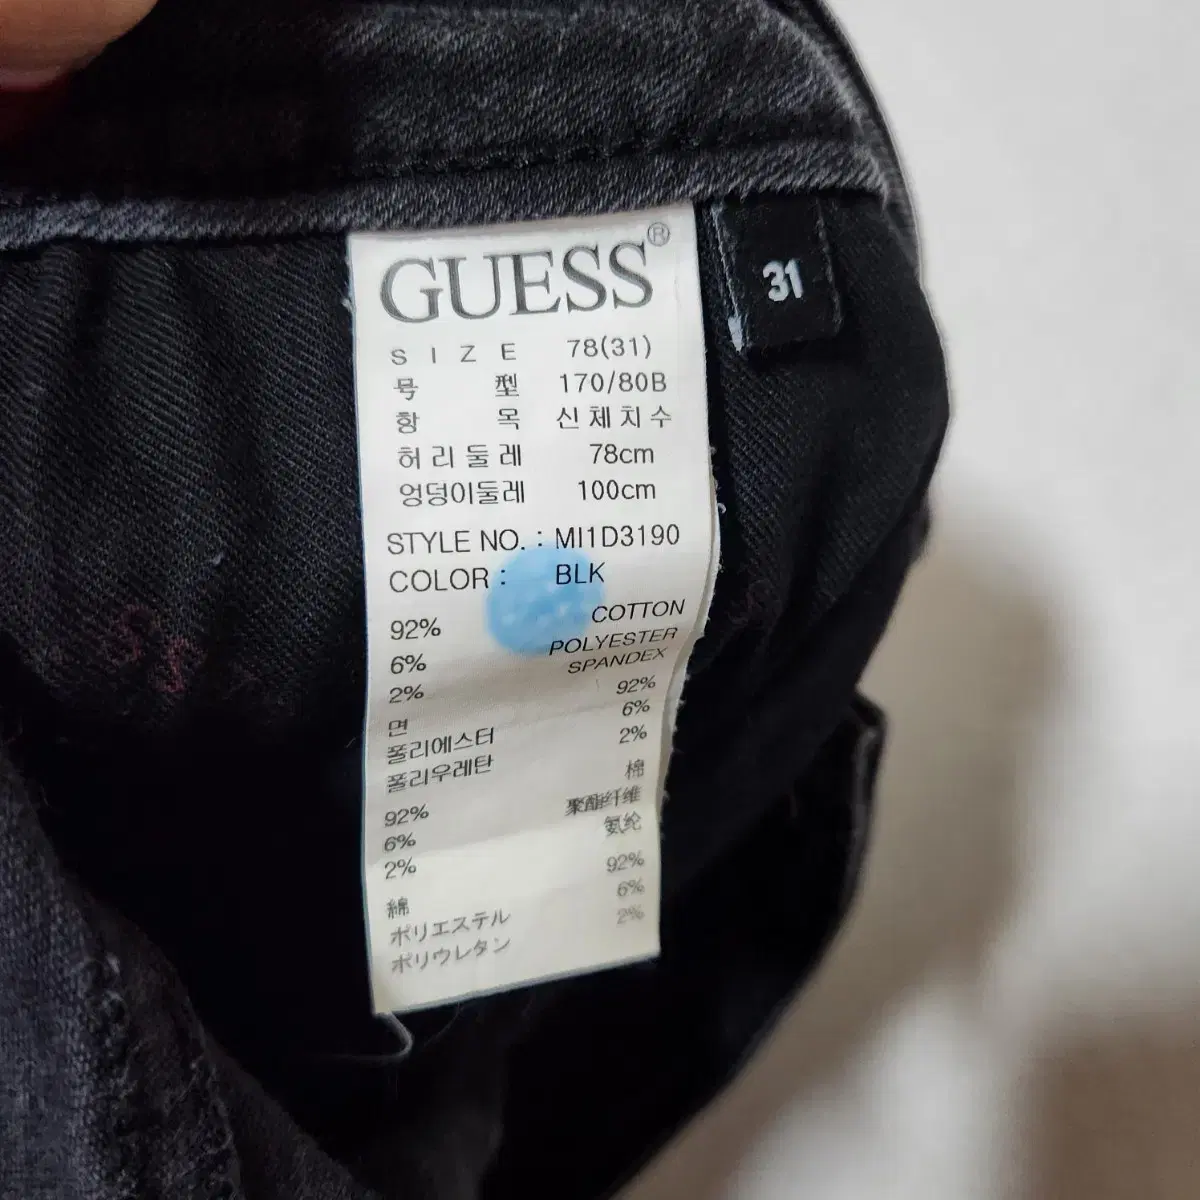 GUESS®
31
SIZE 78(31)
号型 170/80B
항목 신체치수
허리둘레 78cm
엉덩이둘레 100cm
STYLE NO. : MI1D3190
COLOR : BLK
92% COTTON
6% POLYESTER
2% SPANDEX
면 92%
폴리에스터 6%
폴리우레탄 2%
92% 棉
6% 聚酯纤维
2% 氨纶
綿 92%
ポリエステル 6%
ポリウレタン 2%